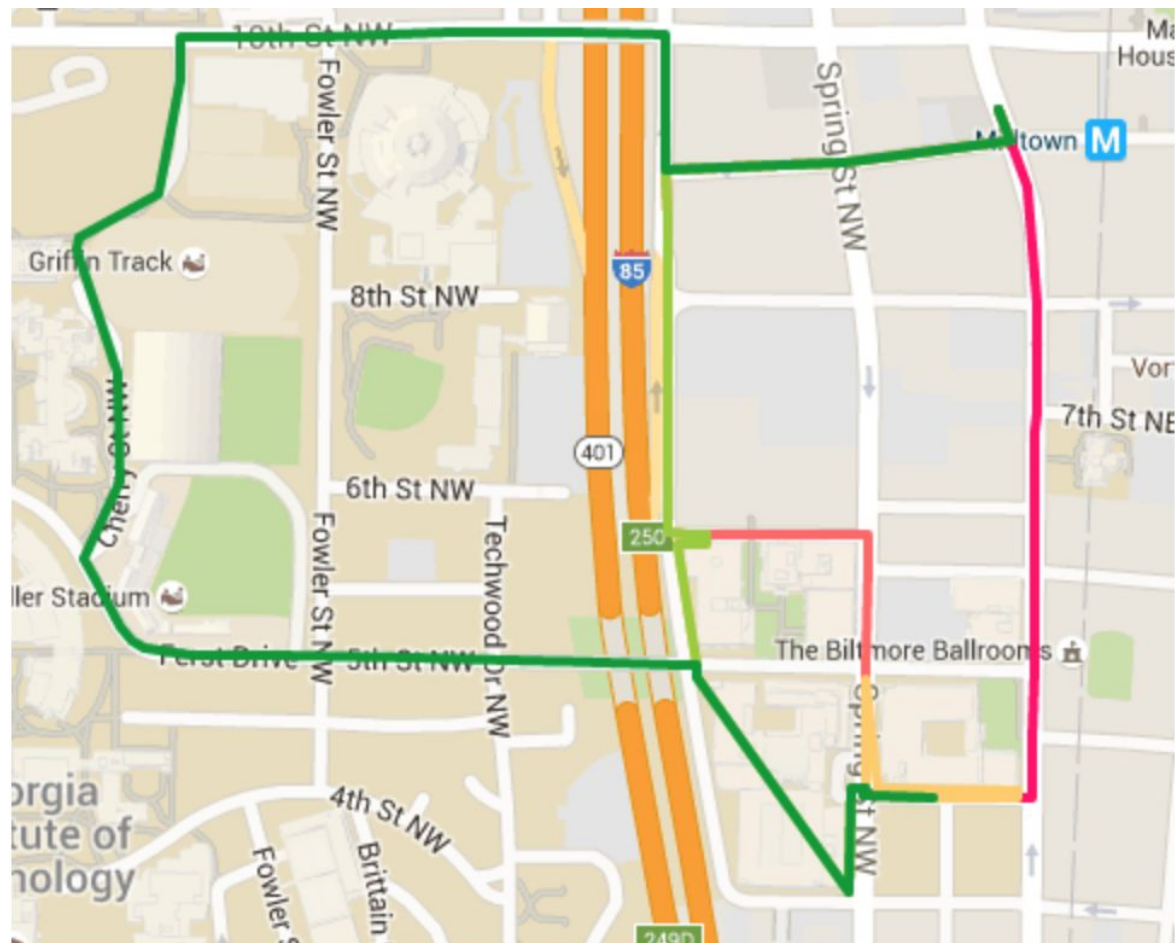 10th St NW
Ma
Hous
Fowler St NW
Spring St NW
Midtown
M
Griffin Track
85
8th St NW
Vor
7th St NE
401
Cherry St NW
6th St NW
250
Fowler St NW
Techwood Dr NW
ller Stadium
Ferst Drive
5th St NW
The Biltmore Ballrooms
Spring St NW
orgia
tute of
nology
4th St NW
Fowler S
Brittain
249D